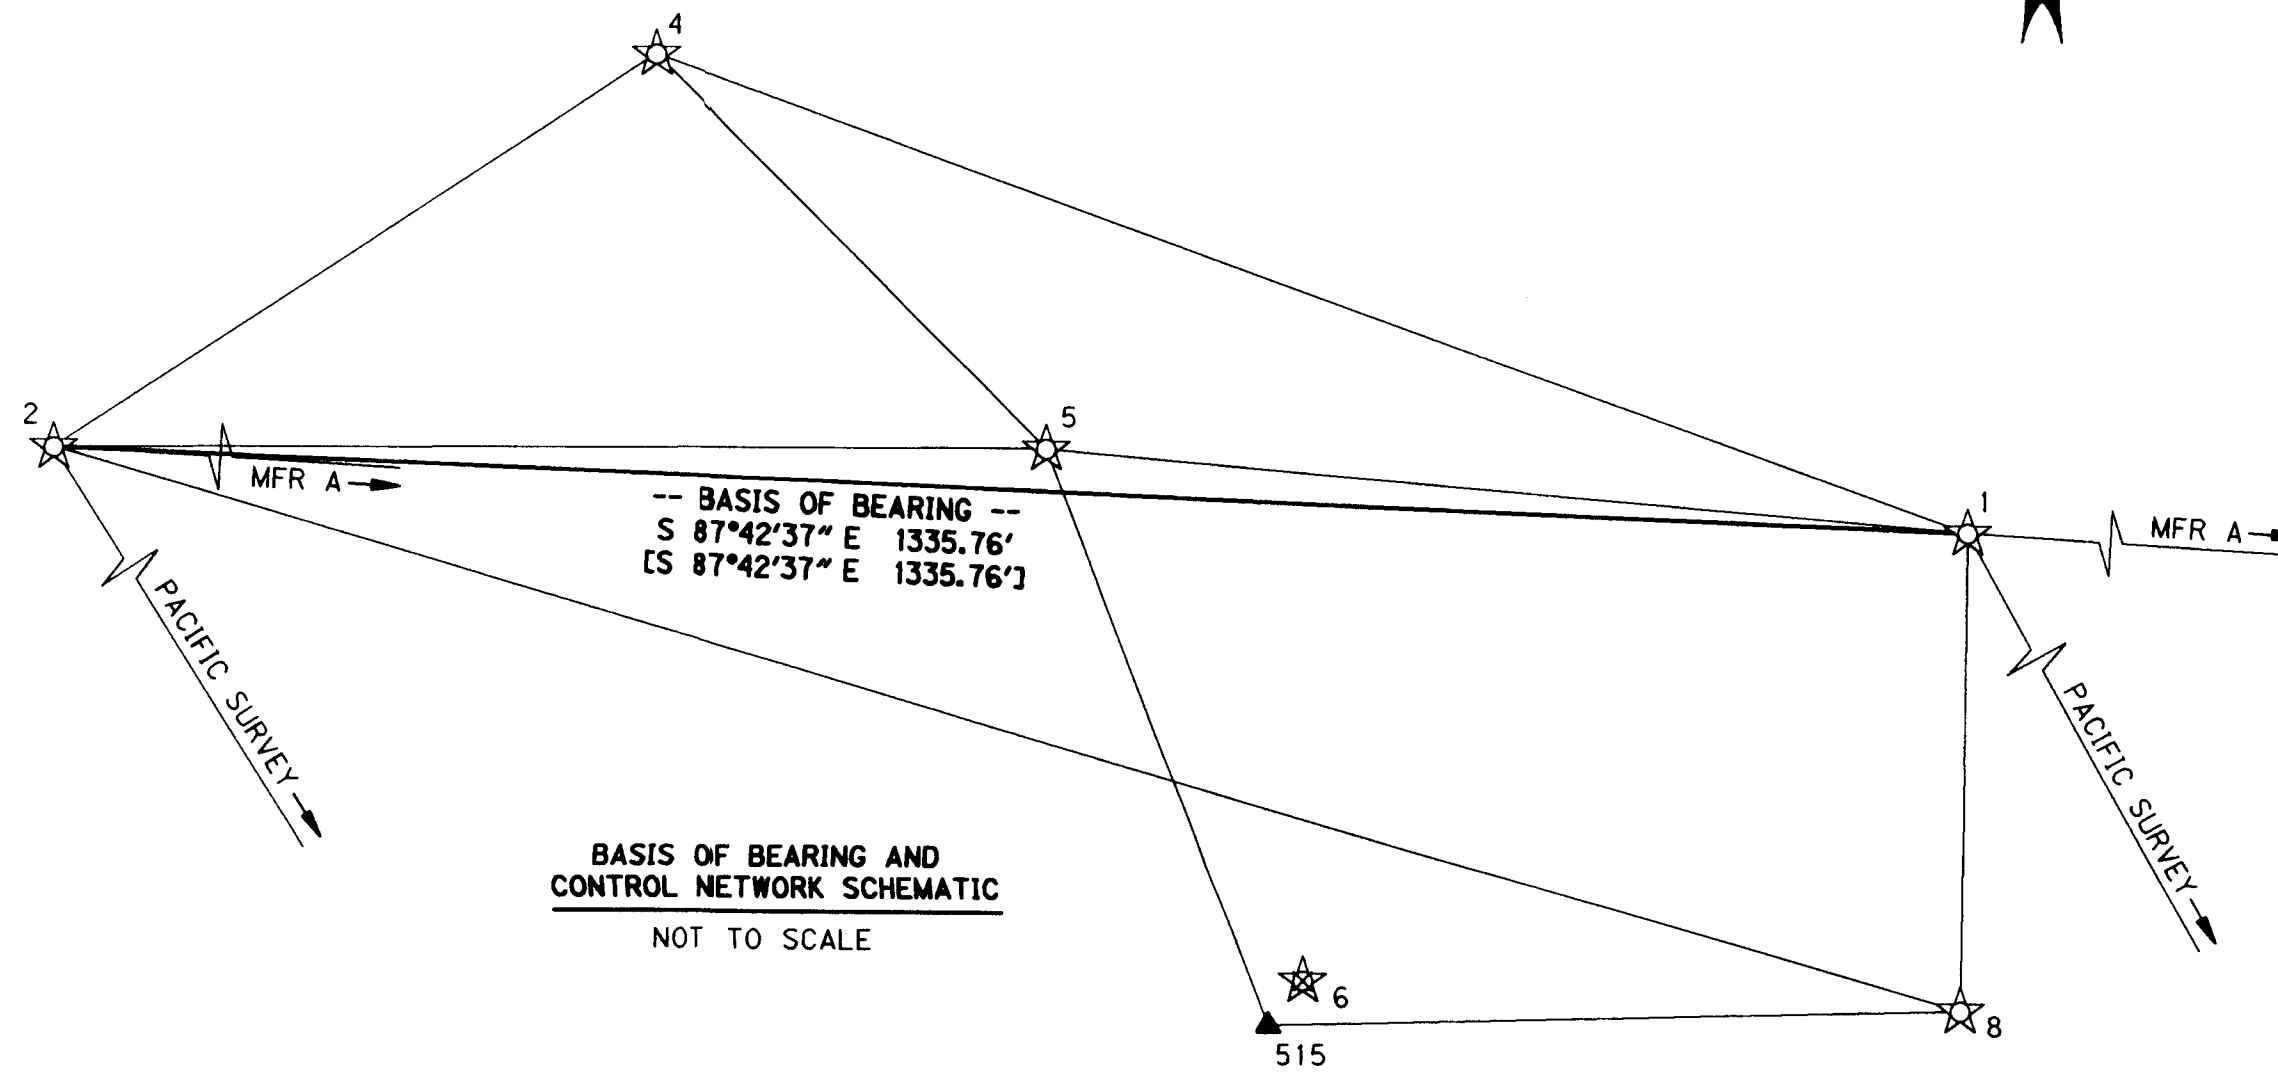 4
2
5
MFR A
-- BASIS OF BEARING --
S 87°42'37" E 1335.76'
[S 87°42'37" E 1335.76']
1
MFR A
PACIFIC SURVEY
PACIFIC SURVEY
BASIS OF BEARING AND
CONTROL NETWORK SCHEMATIC
NOT TO SCALE
6
515
8